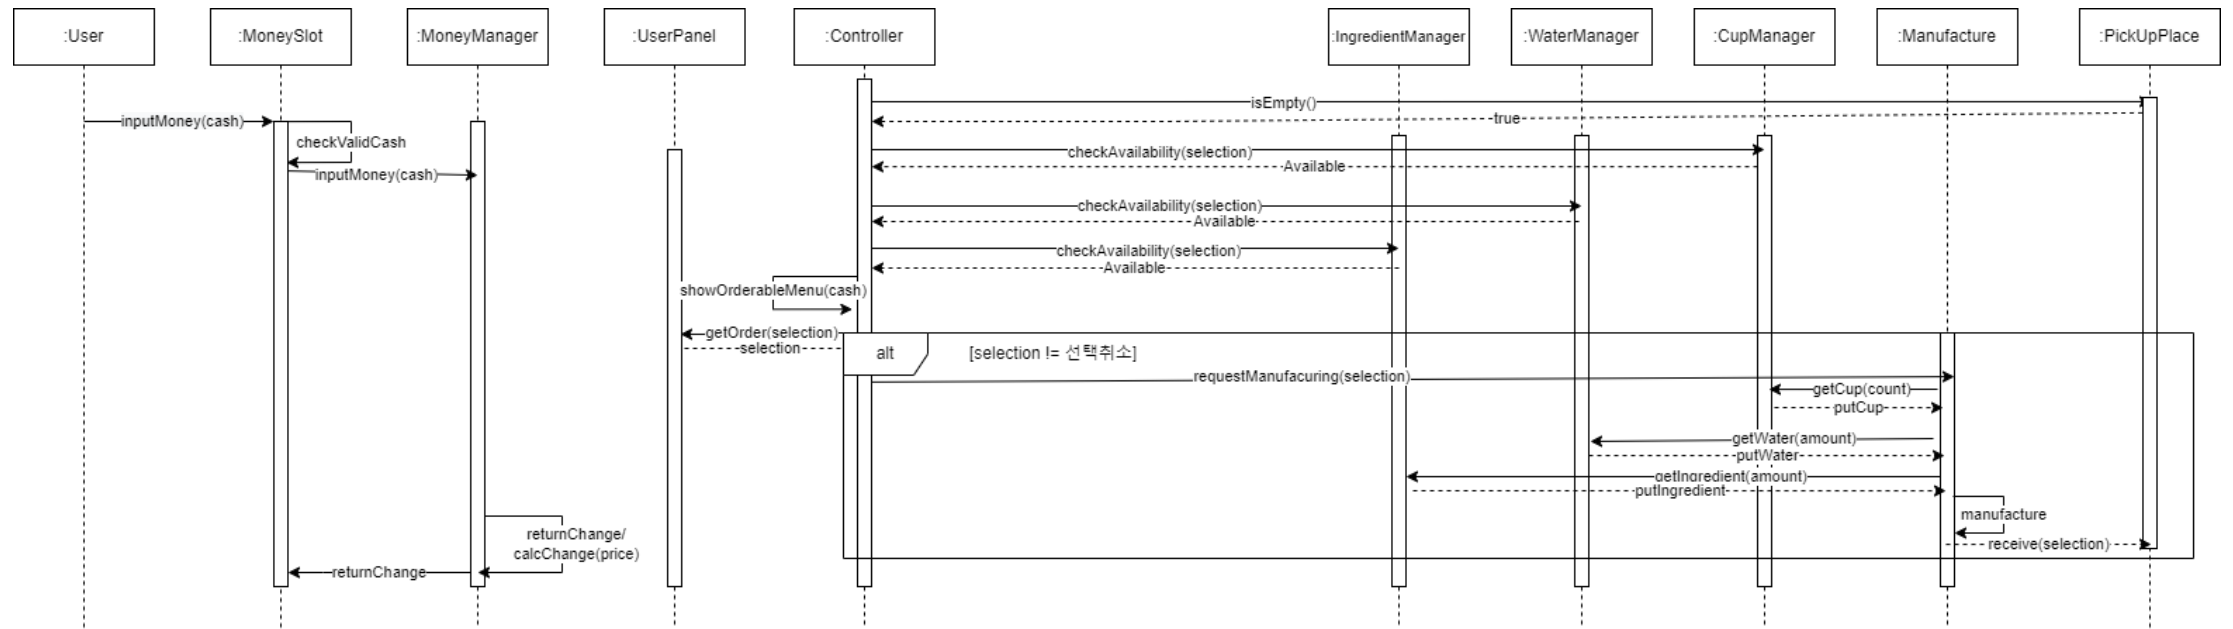 :User
:MoneySlot
:MoneyManager
:UserPanel
:Controller
:IngredientManager
:WaterManager
:CupManager
:Manufacture
:PickUpPlace
isEmpty()
true
inputMoney(cash)
checkValidCash
inputMoney(cash)
checkAvailability(selection)
Available
checkAvailability(selection)
Available
checkAvailability(selection)
Available
showOrderableMenu(cash)
getOrder(selection)
selection
alt
[selection != 선택취소]
requestManufacuring(selection)
getCup(count)
putCup
getWater(amount)
putWater
getIngredient(amount)
putIngredient
manufacture
receive(selection)
returnChange/
calcChange(price)
returnChange